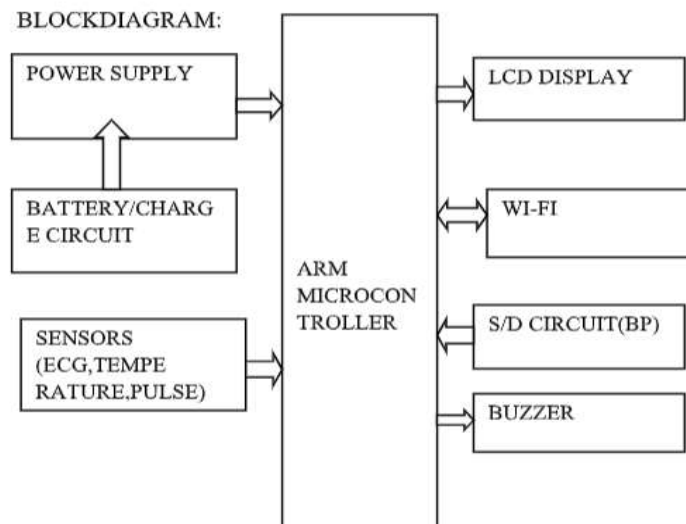 BLOCKDIAGRAM:
POWER SUPPLY
BATTERY/CHARG
E CIRCUIT
SENSORS
(ECG,TEMPE
RATURE,PULSE)
ARM
MICROCON
TROLLER
LCD DISPLAY
WI-FI
S/D CIRCUIT(BP)
BUZZER